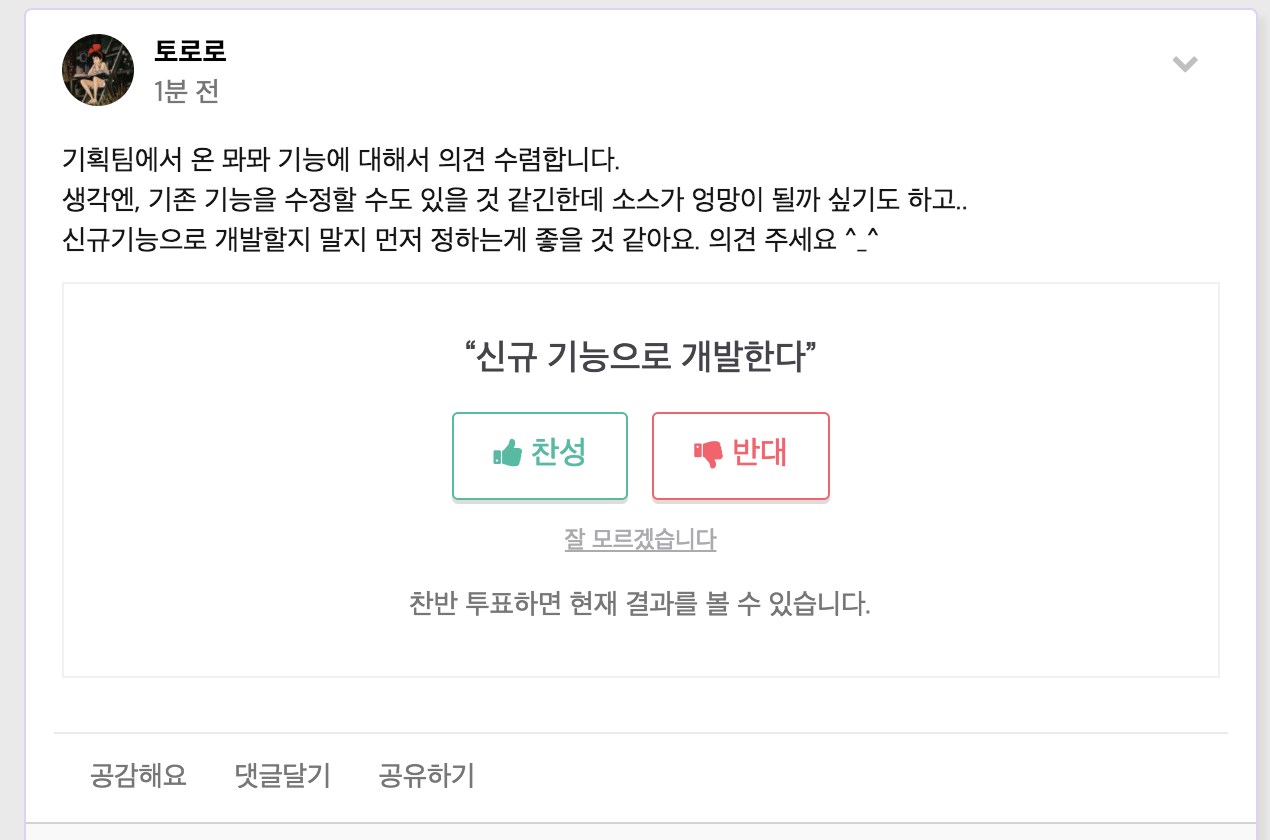 토로로
1분 전
기획팀에서 온 뫄뫄 기능에 대해서 의견 수렴합니다.
생각엔, 기존 기능을 수정할 수도 있을 것 같긴한데 소스가 엉망이 될까 싶기도 하고..
신규기능으로 개발할지 말지 먼저 정하는게 좋을 것 같아요. 의견 주세요 ^_^
“신규 기능으로 개발한다”
찬성 반대
잘 모르겠습니다
찬반 투표하면 현재 결과를 볼 수 있습니다.
공감해요 댓글달기 공유하기